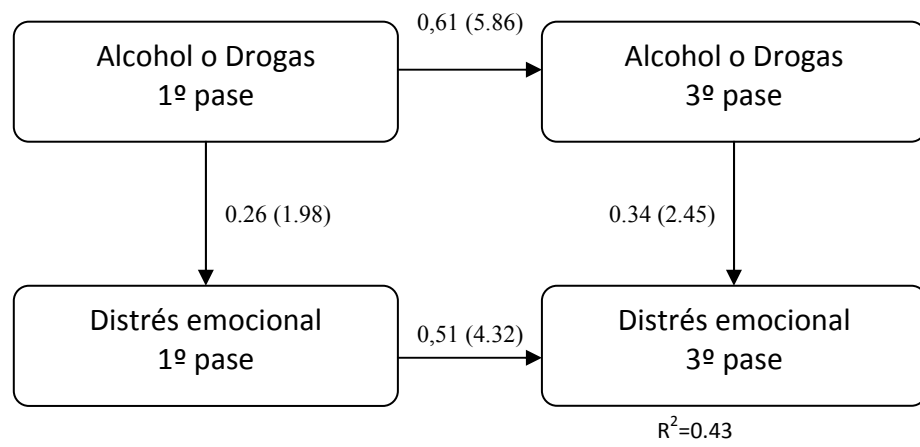 0,61 (5.86)
Alcohol o Drogas
1º pase
Alcohol o Drogas
3º pase
0.26 (1.98)
0.34 (2.45)
Distrés emocional
1º pase
0,51 (4.32)
Distrés emocional
3º pase
R²=0.43